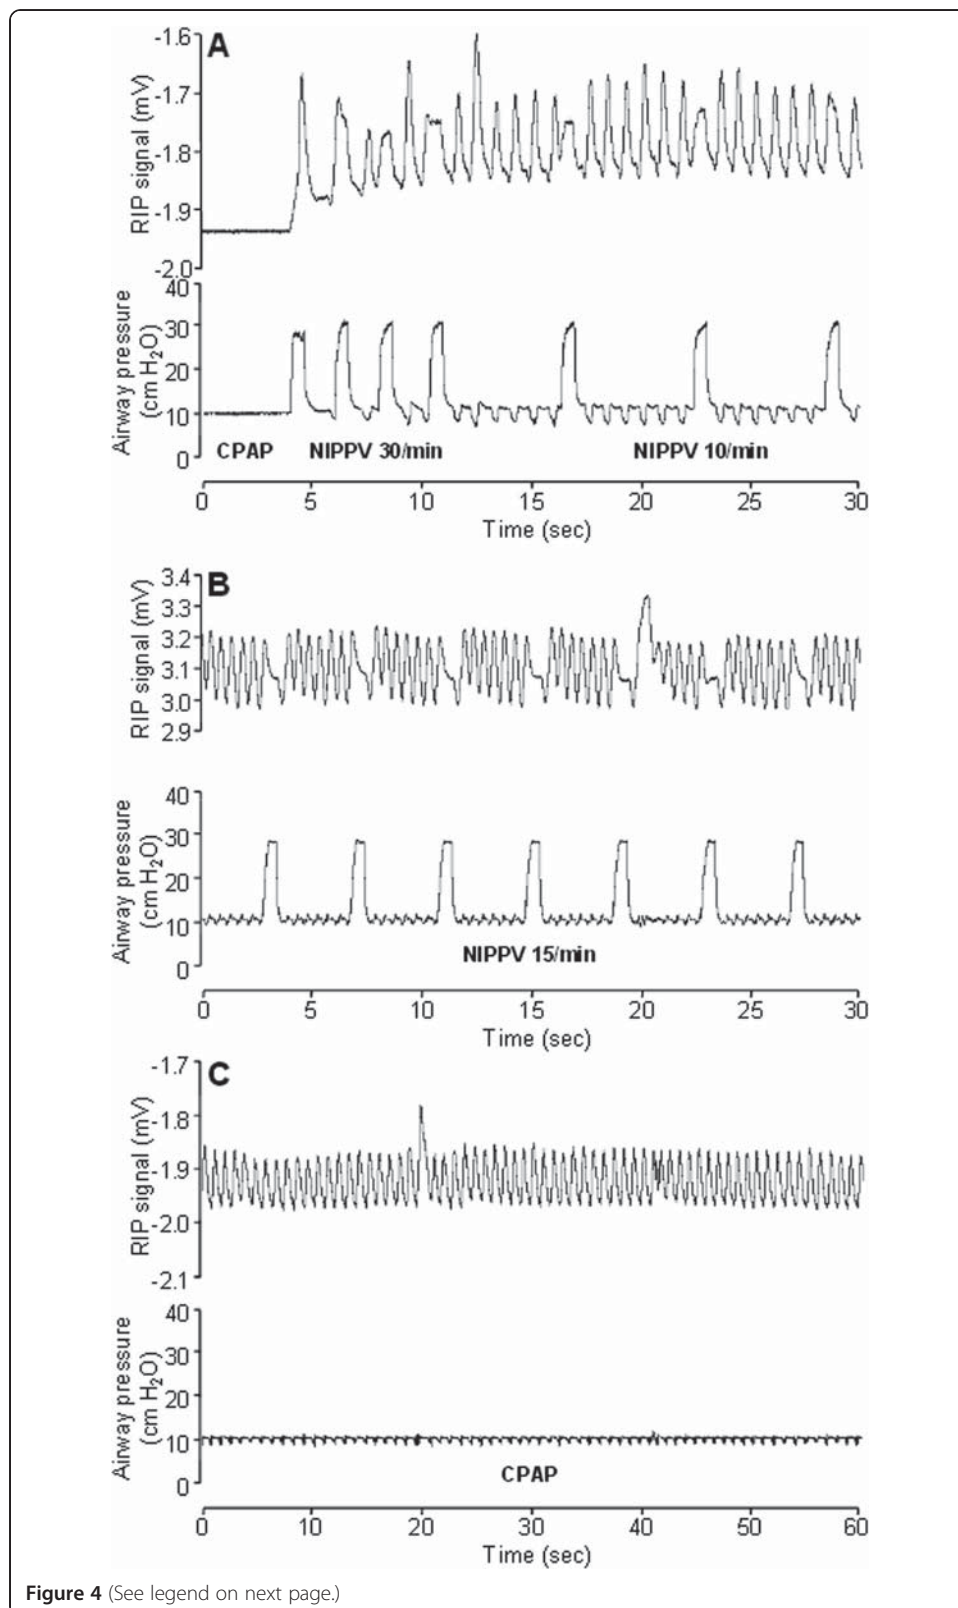 A
RIP signal (mV)
-1.6
-1.7
-1.8
-1.9
-2.0
Airway pressure
(cm H2O)
40
30
20
10
0
CPAP NIPPV 30/min NIPPV 10/min
0 5 10 15 20 25 30
Time (sec)
B
RIP signal (mV)
3.4
3.3
3.2
3.1
3.0
2.9
Airway pressure
(cm H2O)
40
30
20
10
0
NIPPV 15/min
0 5 10 15 20 25 30
Time (sec)
C
RIP signal (mV)
-1.7
-1.8
-1.9
-2.0
-2.1
Airway pressure
(cm H2O)
40
30
20
10
0
CPAP
0 10 20 30 40 50 60
Time (sec)
Figure 4 (See legend on next page.)